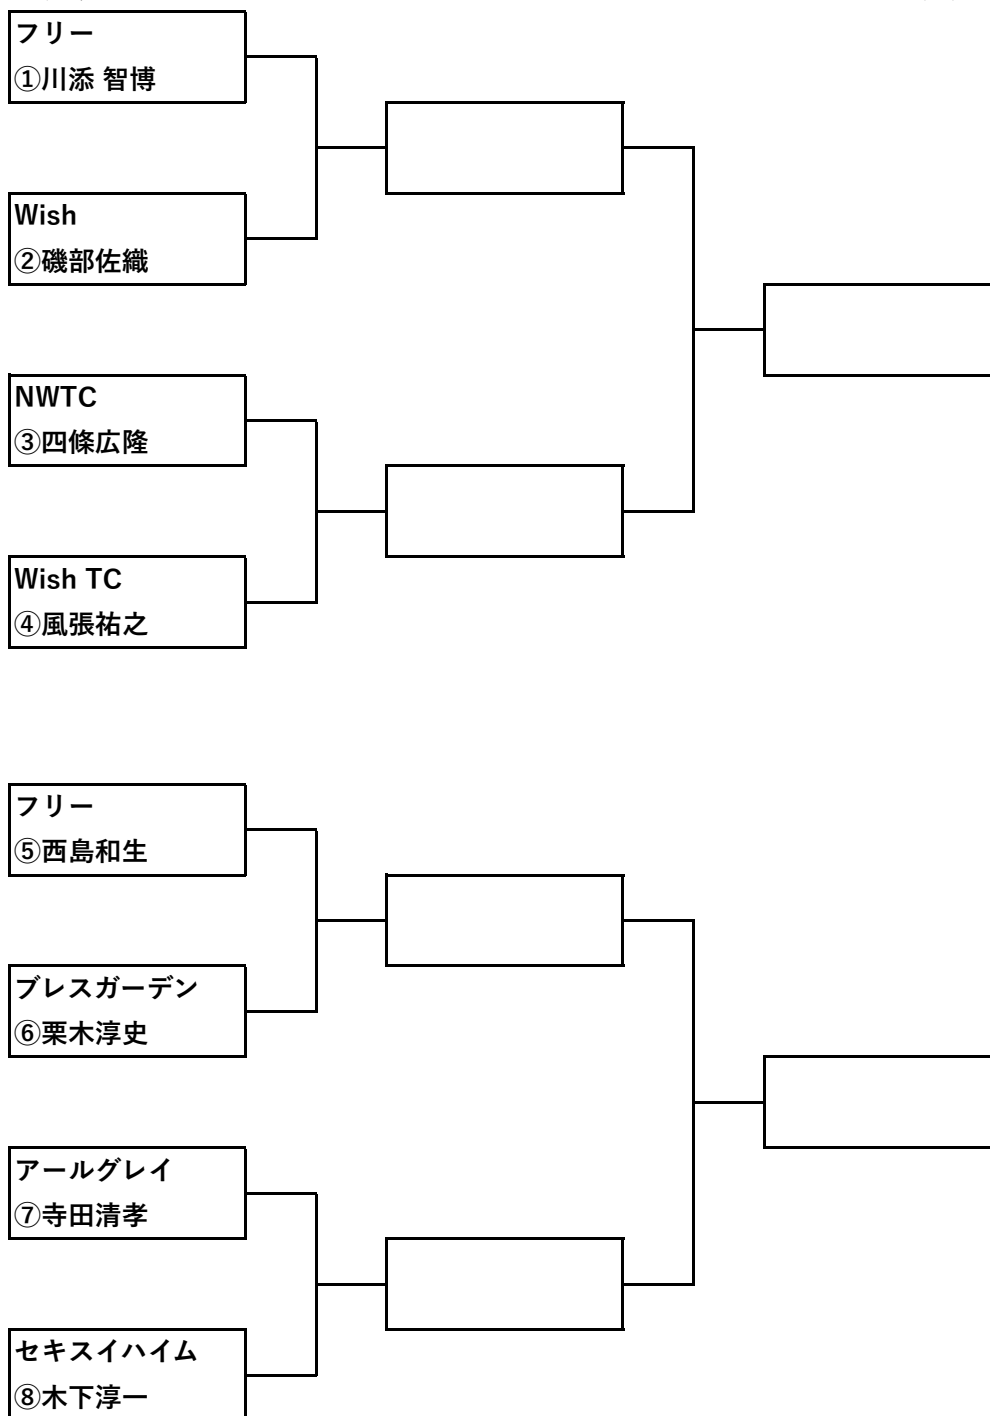 フリー
①川添 智博
Wish
②磯部佐織
NWTC
③四條広隆
Wish TC
④風張祐之
フリー
⑤西島和生
ブレスガーデン
⑥栗木淳史
アールグレイ
⑦寺田清孝
セキスイハイム
⑧木下淳一